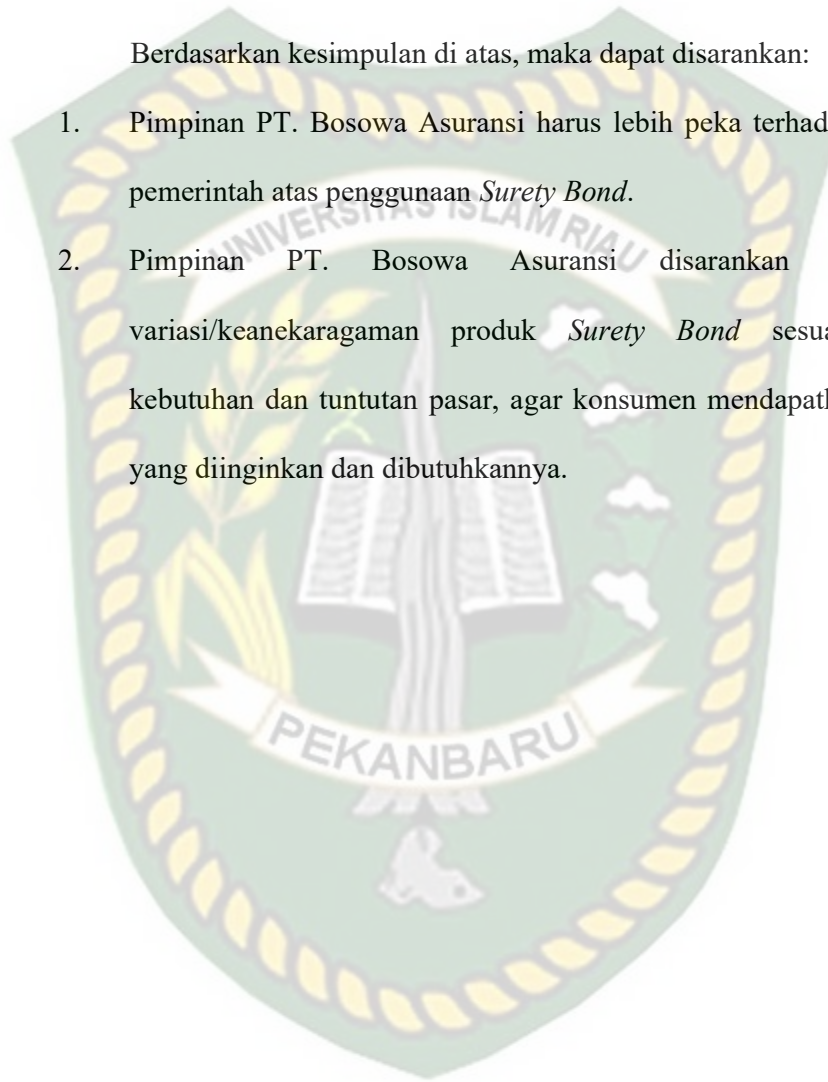 Berdasarkan kesimpulan di atas, maka dapat disarankan:
1. Pimpinan PT. Bosowa Asuransi harus lebih peka terhad
pemerintah atas penggunaan Surety Bond.
UNIVERSITAS ISLAM RIAU
2. Pimpinan PT. Bosowa Asuransi disarankan
variasi/keanekaragaman produk Surety Bond sesua
kebutuhan dan tuntutan pasar, agar konsumen mendapatk
yang diinginkan dan dibutuhkannya.
PEKANBARU